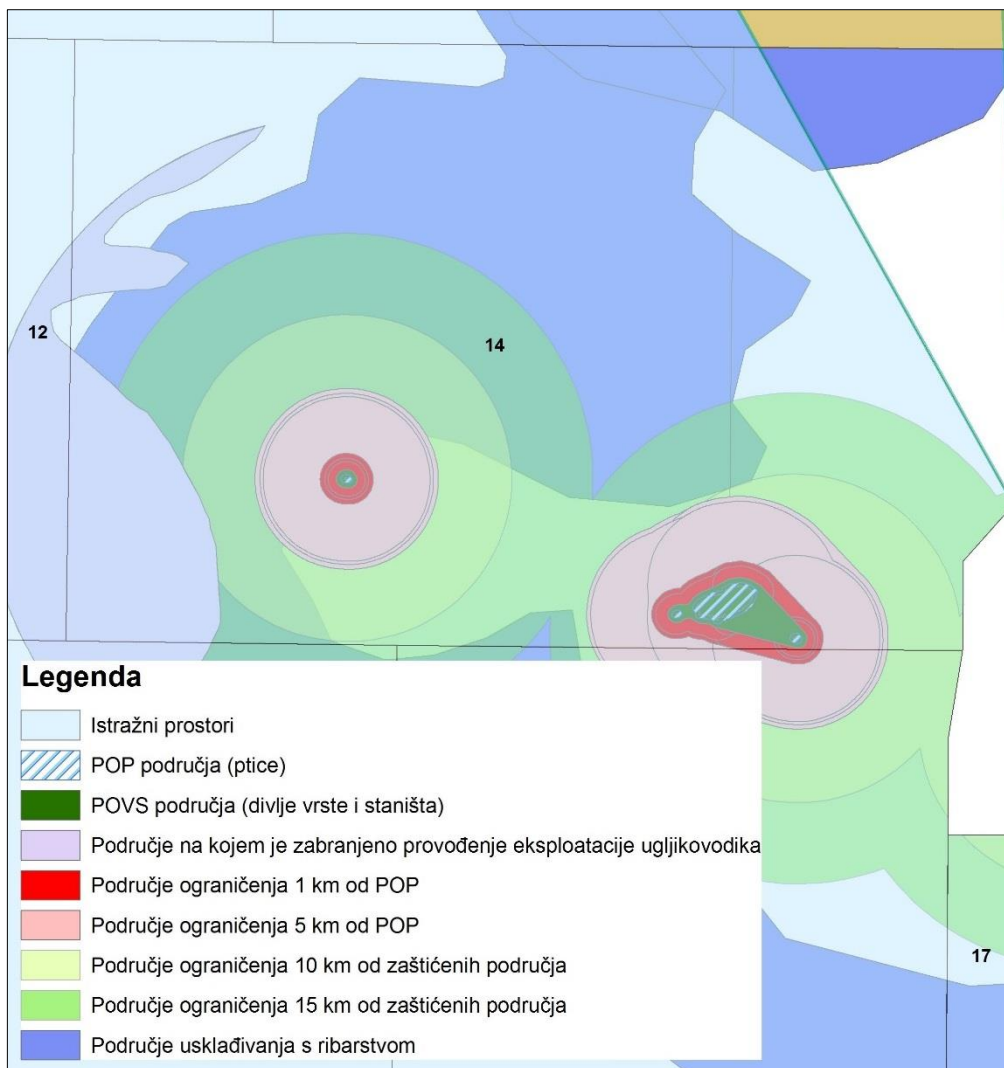 12
14
Legenda
Istražni prostori
POP područja (ptice)
POVS područja (divlje vrste i staništa)
Područje na kojem je zabranjeno provođenje eksploatacije ugljikovodika
Područje ograničenja 1 km od POP
Područje ograničenja 5 km od POP
Područje ograničenja 10 km od zaštićenih područja
17
Područje ograničenja 15 km od zaštićenih područja
Područje usklađivanja s ribarstvom